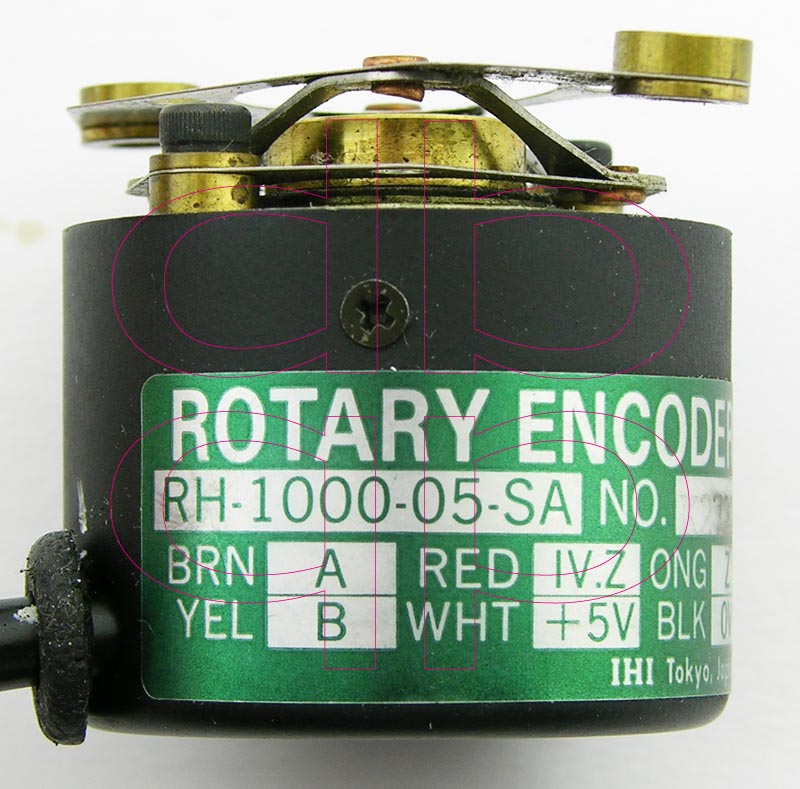 ROTARY ENCODER
RH-1000-05-SA NO.
BRN A RED IV.Z ONG Z
YEL B WHT +5V BLK
IHI Tokyo,